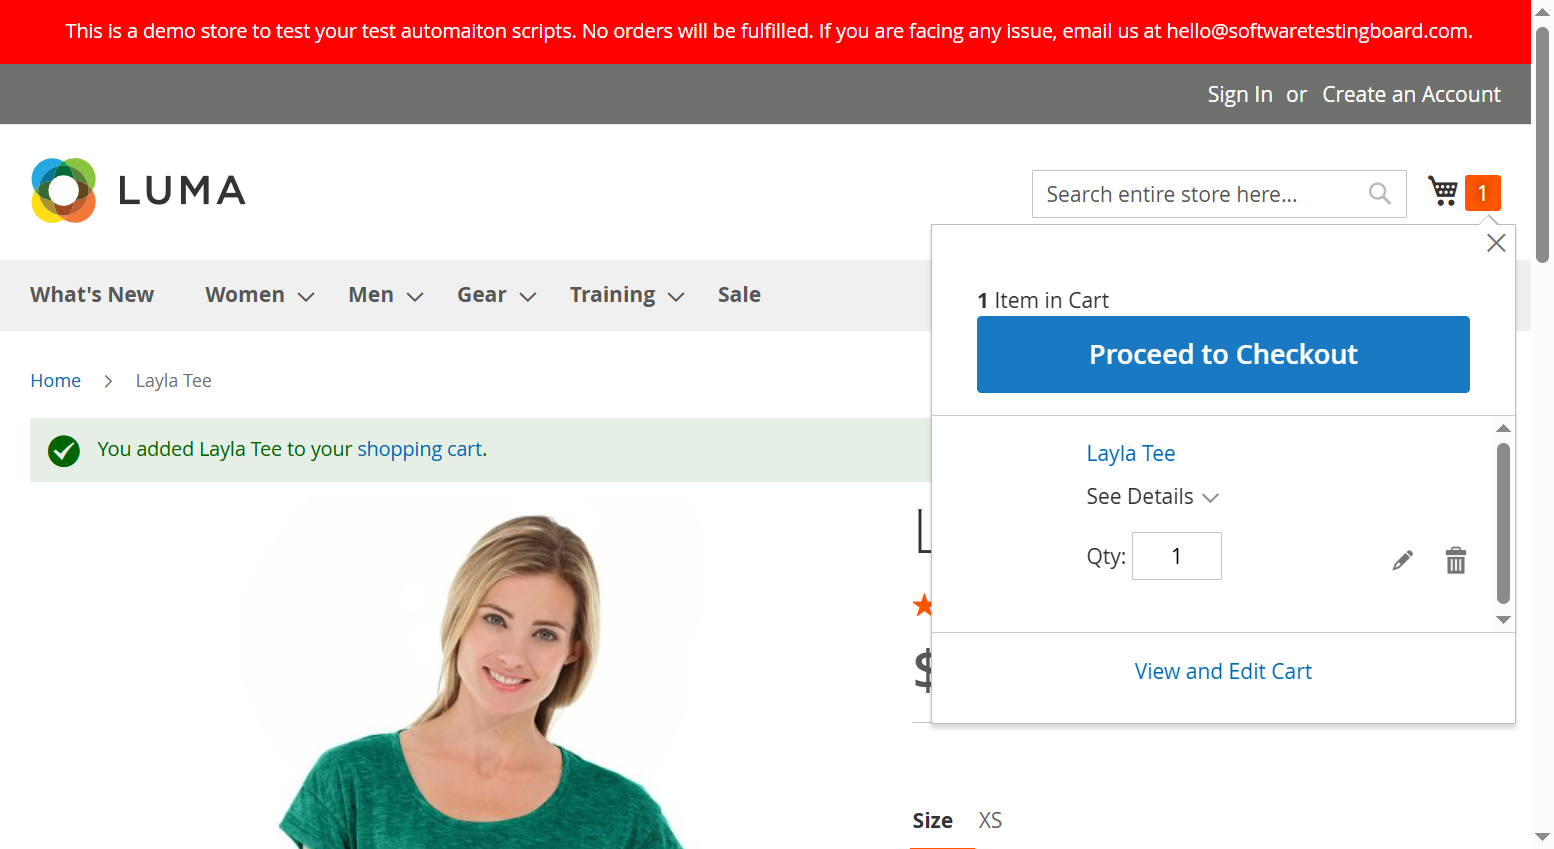 This is a demo store to test your test automaiton scripts. No orders will be fulfilled. If you are facing any issue, email us at hello@softwaretestingboard.com.
Sign In or Create an Account
LUMA
Search entire store here...
1
What's New Women Men Gear Training Sale
1 Item in Cart
Proceed to Checkout
Home > Layla Tee
You added Layla Tee to your shopping cart.
Layla Tee
See Details
Qty: 1
L
$
View and Edit Cart
Size XS